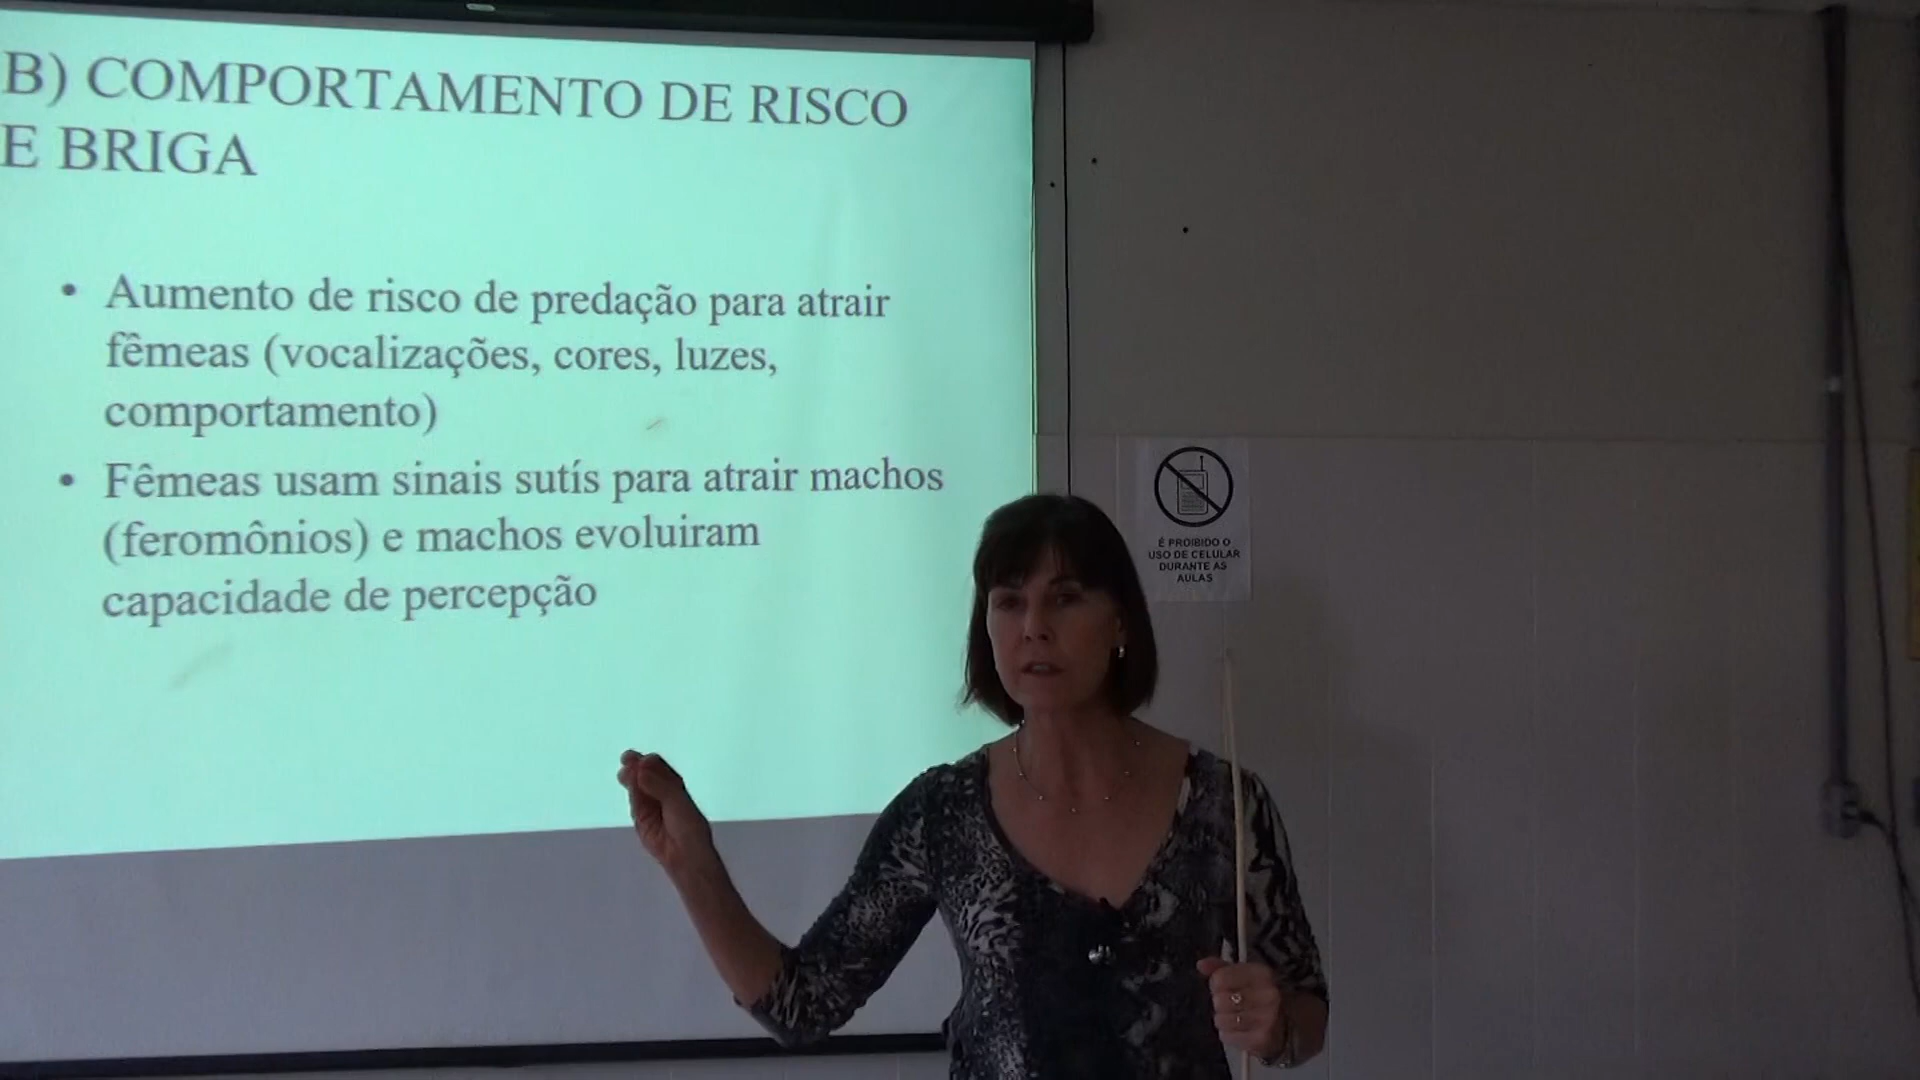 B) COMPORTAMENTO DE RISCO
E BRIGA
• Aumento de risco de predação para atrair
fêmeas (vocalizações, cores, luzes,
comportamento)
• Fêmeas usam sinais sutís para atrair machos
(feromônios) e machos evoluiram
capacidade de percepção
É PROIBIDO O
USO DE CELULAR
DURANTE AS
AULAS